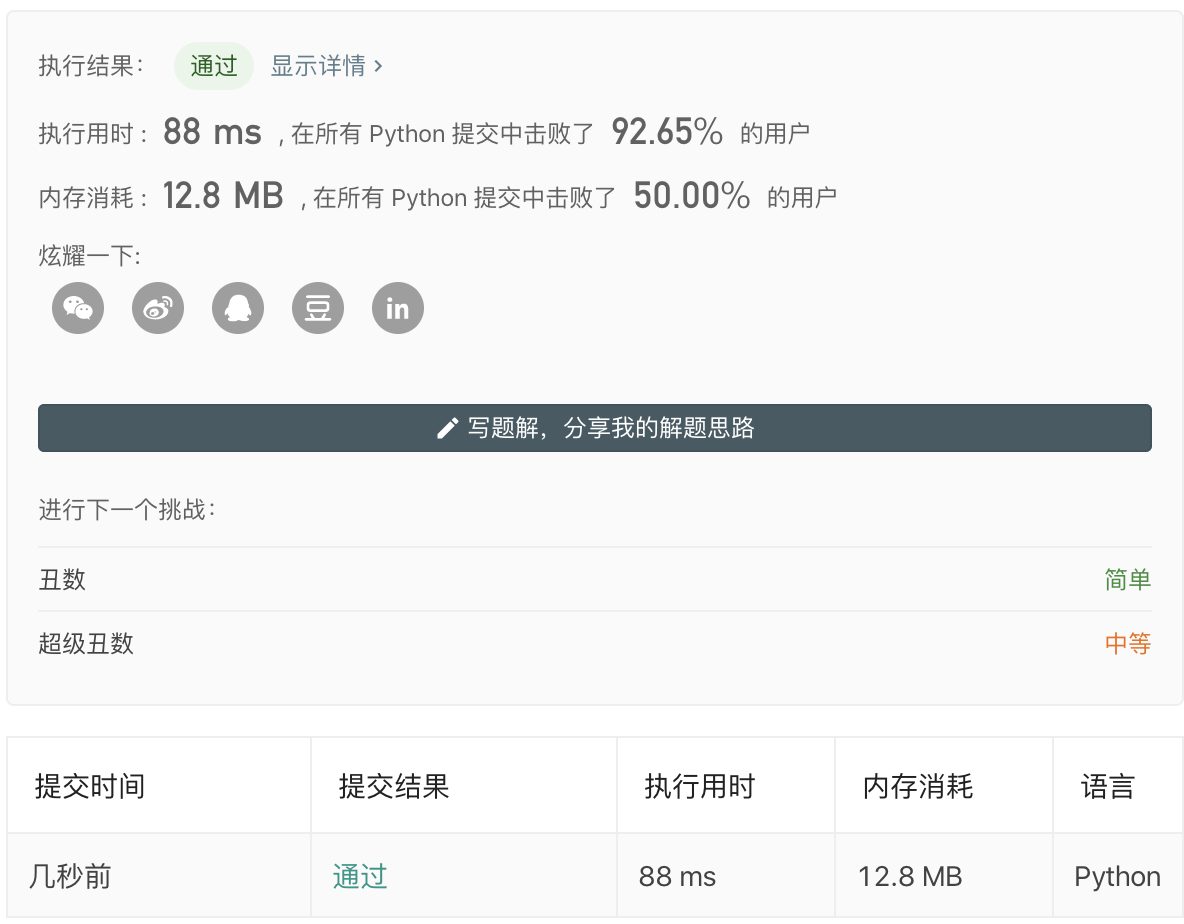 执行结果： 通过 显示详情 ›
执行用时 : 88 ms , 在所有 Python 提交中击败了 92.65% 的用户
内存消耗 : 12.8 MB , 在所有 Python 提交中击败了 50.00% 的用户
炫耀一下:
豆 in
写题解，分享我的解题思路
进行下一个挑战：
丑数 简单
超级丑数 中等
提交时间 提交结果 执行用时 内存消耗 语言
几秒前 通过 88 ms 12.8 MB Python